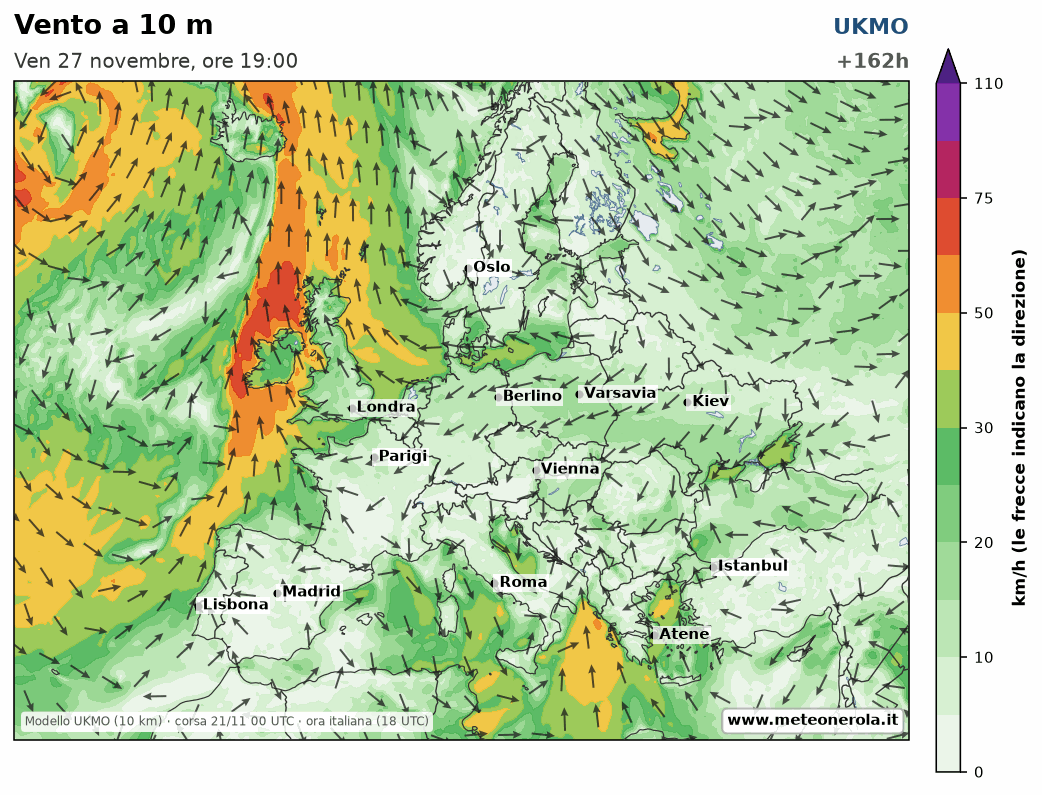 Vento a 10 m
UKMO
Ven 27 novembre, ore 19:00
+162h
110
75
50
30
20
10
0
km/h (le frecce indicano la direzione)
Oslo
Londra
Berlino
Varsavia
Kiev
Parigi
Vienna
Istanbul
Roma
Madrid
Lisbona
Atene
Modello UKMO (10 km) · corsa 21/11 00 UTC · ora italiana (18 UTC)
www.meteonerola.it